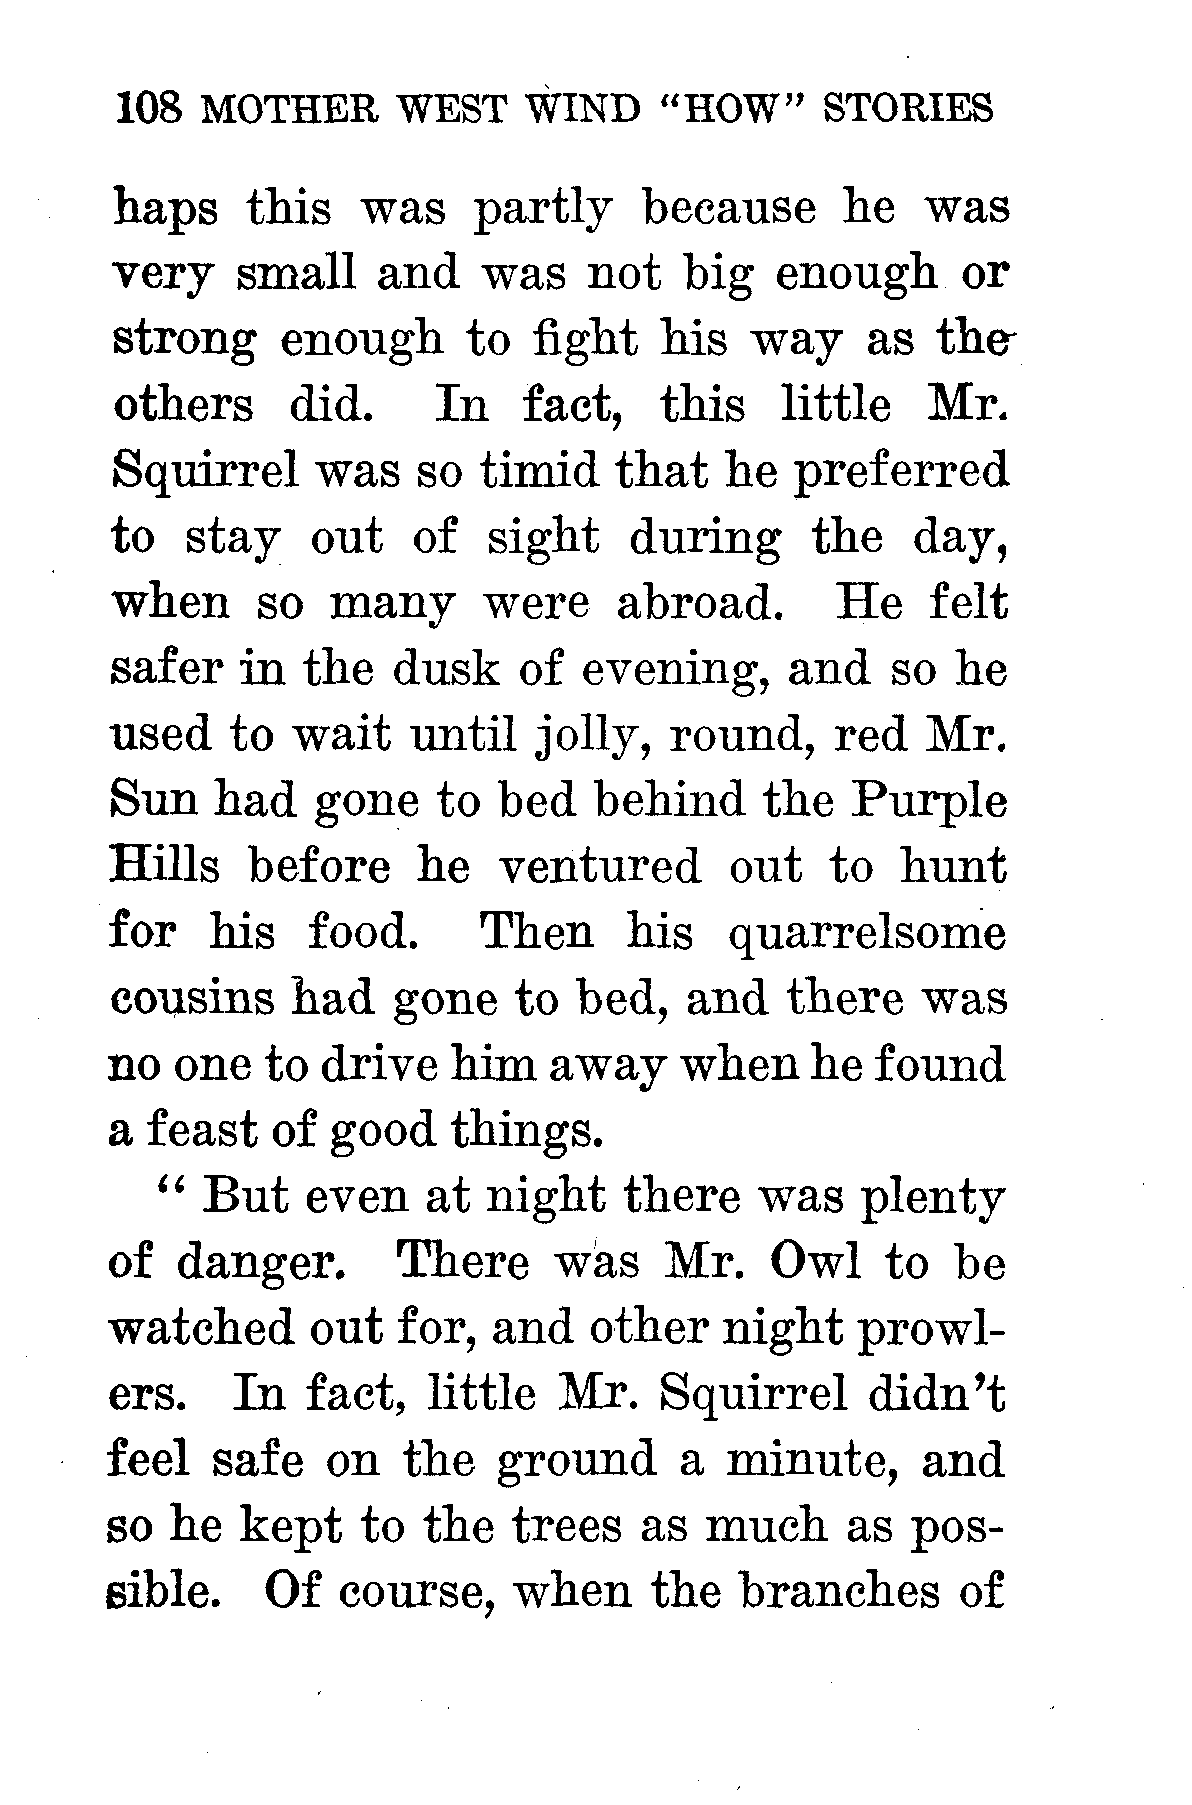 108 MOTHER WEST WIND "HOW" STORIES
haps this was partly because he was
very small and was not big enough or
strong enough to fight his way as the
others did. In fact, this little Mr.
Squirrel was so timid that he preferred
to stay out of sight during the day,
when so many were abroad. He felt
safer in the dusk of evening, and so he
used to wait until jolly, round, red Mr.
Sun had gone to bed behind the Purple
Hills before he ventured out to hunt
for his food. Then his quarrelsome
cousins had gone to bed, and there was
no one to drive him away when he found
a feast of good things.
"But even at night there was plenty
of danger. There was Mr. Owl to be
watched out for, and other night prowl-
ers. In fact, little Mr. Squirrel didn't
feel safe on the ground a minute, and
so he kept to the trees as much as pos-
sible. Of course, when the branches of